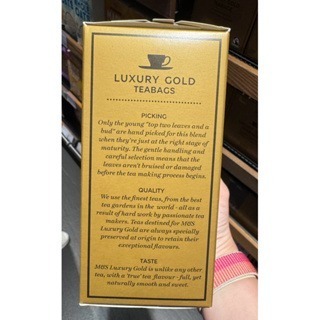 LUXURY GOLD
TEABAGS
PICKING
Only the young "top two leaves and a
bud" are hand picked for this blend
when they're just at the right stage of
maturity. The gentle handling and
careful selection means that the
leaves aren't bruised or damaged
before the tea making process begins.
QUALITY
We use the finest teas, from the best
tea gardens in the world - all as a
result of hard work by passionate tea
makers. Teas destined for M&S
Luxury Gold are always specially
preserved at origin to retain their
exceptional flavours.
TASTE
M&S Luxury Gold is unlike any other
tea, with a 'true' tea flavour - full, yet
naturally smooth and sweet.